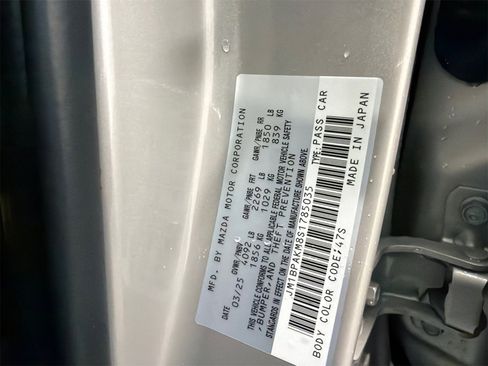 MFD. BY MAZDA MOTOR CORPORATION
DATE GVWR/PNBV GAWR/PNBE FRT GAWR/PNBE RR
03/25 4092 LB 2269 LB 1850 LB
1856 KG 1029 KG 839 KG
THIS VEHICLE CONFORMS TO ALL APPLICABLE FEDERAL MOTOR VEHICLE SAFETY
, BUMPER, AND THEFT PREVENTION
STANDARDS IN EFFECT ON THE DATE OF MANUFACTURE SHOWN ABOVE.
JM1BPAKM8S1785035 TYPE: PASS CAR
BODY COLOR CODE: 47S MADE IN JAPAN